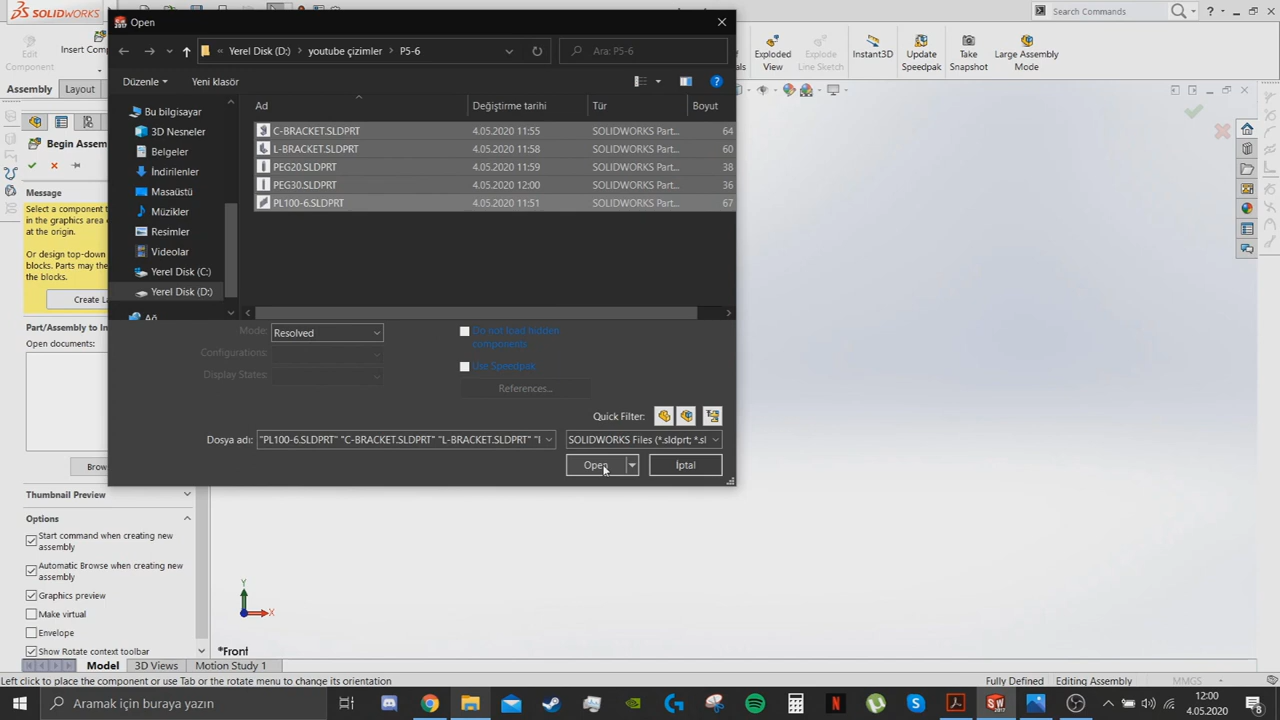 SOLIDWORKS
Open
Search Commands
Edit
Component
Insert Comp
Exploded
View
Explode
Line Sketch
Instant3D
Update
Speedpak
Take
Snapshot
Large Assembly
Mode
Assembly
Layout
« Yerel Disk (D:) › youtube çizimler › P5-6
Ara: P5-6
Düzenle
Yeni klasör
Bu bilgisayar
3D Nesneler
Belgeler
İndirilenler
Masaüstü
Müzikler
Resimler
Videolar
Yerel Disk (C:)
Yerel Disk (D:)
Ağ
Ad Değiştirme tarihi Tür Boyut
C-BRACKET.SLDPRT 4.05.2020 11:55 SOLIDWORKS Part... 64
L-BRACKET.SLDPRT 4.05.2020 11:58 SOLIDWORKS Part... 60
PEG20.SLDPRT 4.05.2020 11:59 SOLIDWORKS Part... 38
PEG30.SLDPRT 4.05.2020 12:00 SOLIDWORKS Part... 36
PL100-6.SLDPRT 4.05.2020 11:51 SOLIDWORKS Part... 67
Mode: Resolved
Configurations:
Display States:
Do not load hidden
components
Use Speedpak
References...
Quick Filter:
Dosya adı: "PL100-6.SLDPRT" "C-BRACKET.SLDPRT" "L-BRACKET.SLDPRT" "I
SOLIDWORKS Files (*.sldprt; *.sl
Open
İptal
Begin Assem
Message
Select a component t
in the graphics area
at the origin.
Or design top-down
blocks. Parts may the
the blocks.
Create La
Part/Assembly to In
Open documents:
Brow
Thumbnail Preview
Options
Start command when creating new
assembly
Automatic Browse when creating new
assembly
Graphics preview
Make virtual
Envelope
Show Rotate context toolbar
Y
X
*Front
Model
3D Views
Motion Study 1
Left click to place the component or use Tab or the rotate menu to change its orientation
Fully Defined
Editing Assembly
MMGS
Aramak için buraya yazın
12:00
4.05.2020